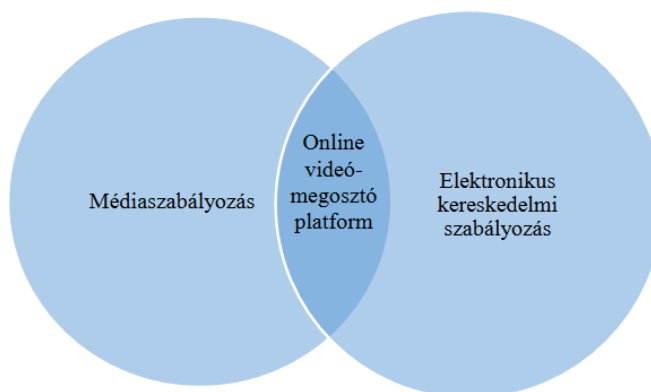 Médiaszabályozás
Online
videó-
megosztó
platform
Elektronikus
kereskedelmi
szabályozás